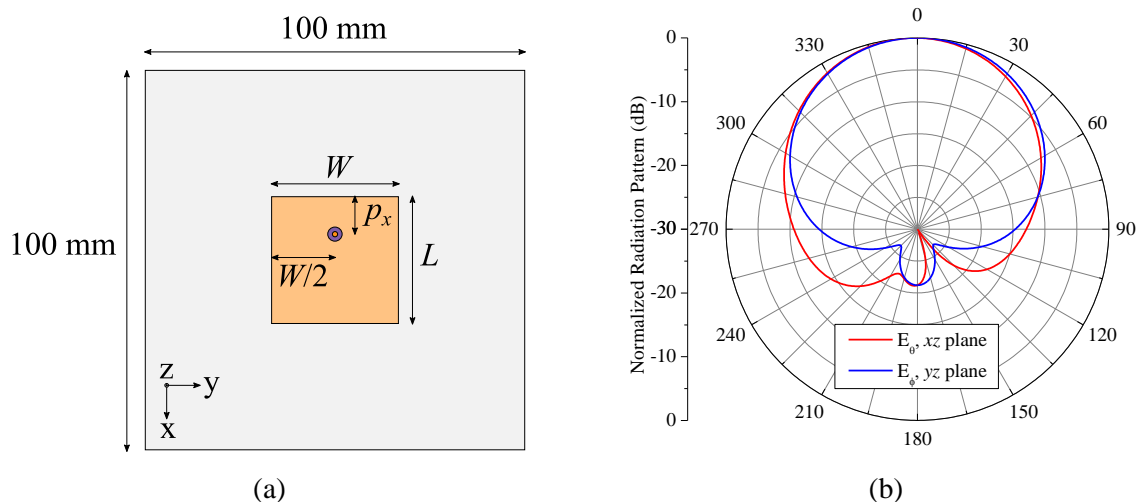 100 mm
100 mm
W
p_x
L
W/2
z
y
x
(a)
Normalized Radiation Pattern (dB)
0
-10
-20
-30
-20
-10
0
0
30
60
90
120
150
180
210
240
270
300
330
E_θ, xz plane
E_ϕ, yz plane
(b)